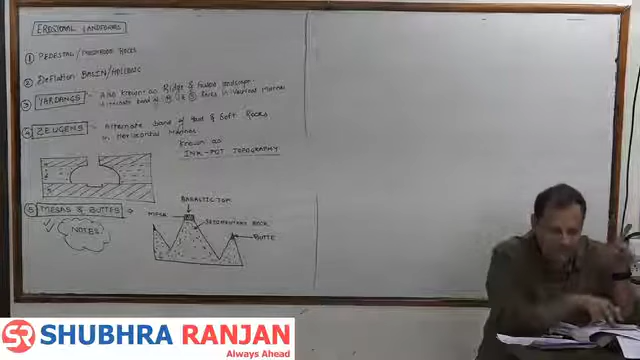 EROSIONAL LANDFORMS
① PEDESTAL / MUSHROOM ROCKS
② Deflation BASIN/HOLLOWS
③ YARDANGS - Also known as Ridge & Furrow landscape.
Alternate band of Rocks in Vertical Manner
④ ZEUGENS - Alternate band of Hard & Soft Rocks
in Horizontal Manner
Known as
INK-POT TOPOGRAPHY
⑤ MESAS & BUTTES →
NOTES
BASALTIC TOP
MESA
SEDIMENTARY ROCK
BUTTE
SR SHUBHRA RANJAN
Always Ahead